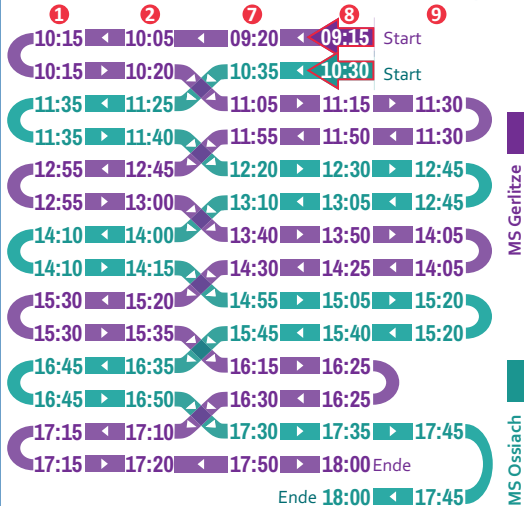 1 2 7 8 9
10:15 10:05 09:20 09:15 Start
10:15 10:20 10:35 10:30 Start
11:35 11:25 11:05 11:15 11:30
11:35 11:40 11:55 11:50 11:30
12:55 12:45 12:20 12:30 12:45
12:55 13:00 13:10 13:05 12:45
14:10 14:00 13:40 13:50 14:05
14:10 14:15 14:30 14:25 14:05
15:30 15:20 14:55 15:05 15:20
15:30 15:35 15:45 15:40 15:20
16:45 16:35 16:15 16:25
16:45 16:50 16:30 16:25
17:15 17:10 17:30 17:35 17:45
17:15 17:20 17:50 18:00 Ende
Ende 18:00 17:45
MS Gerlitze
MS Ossiach